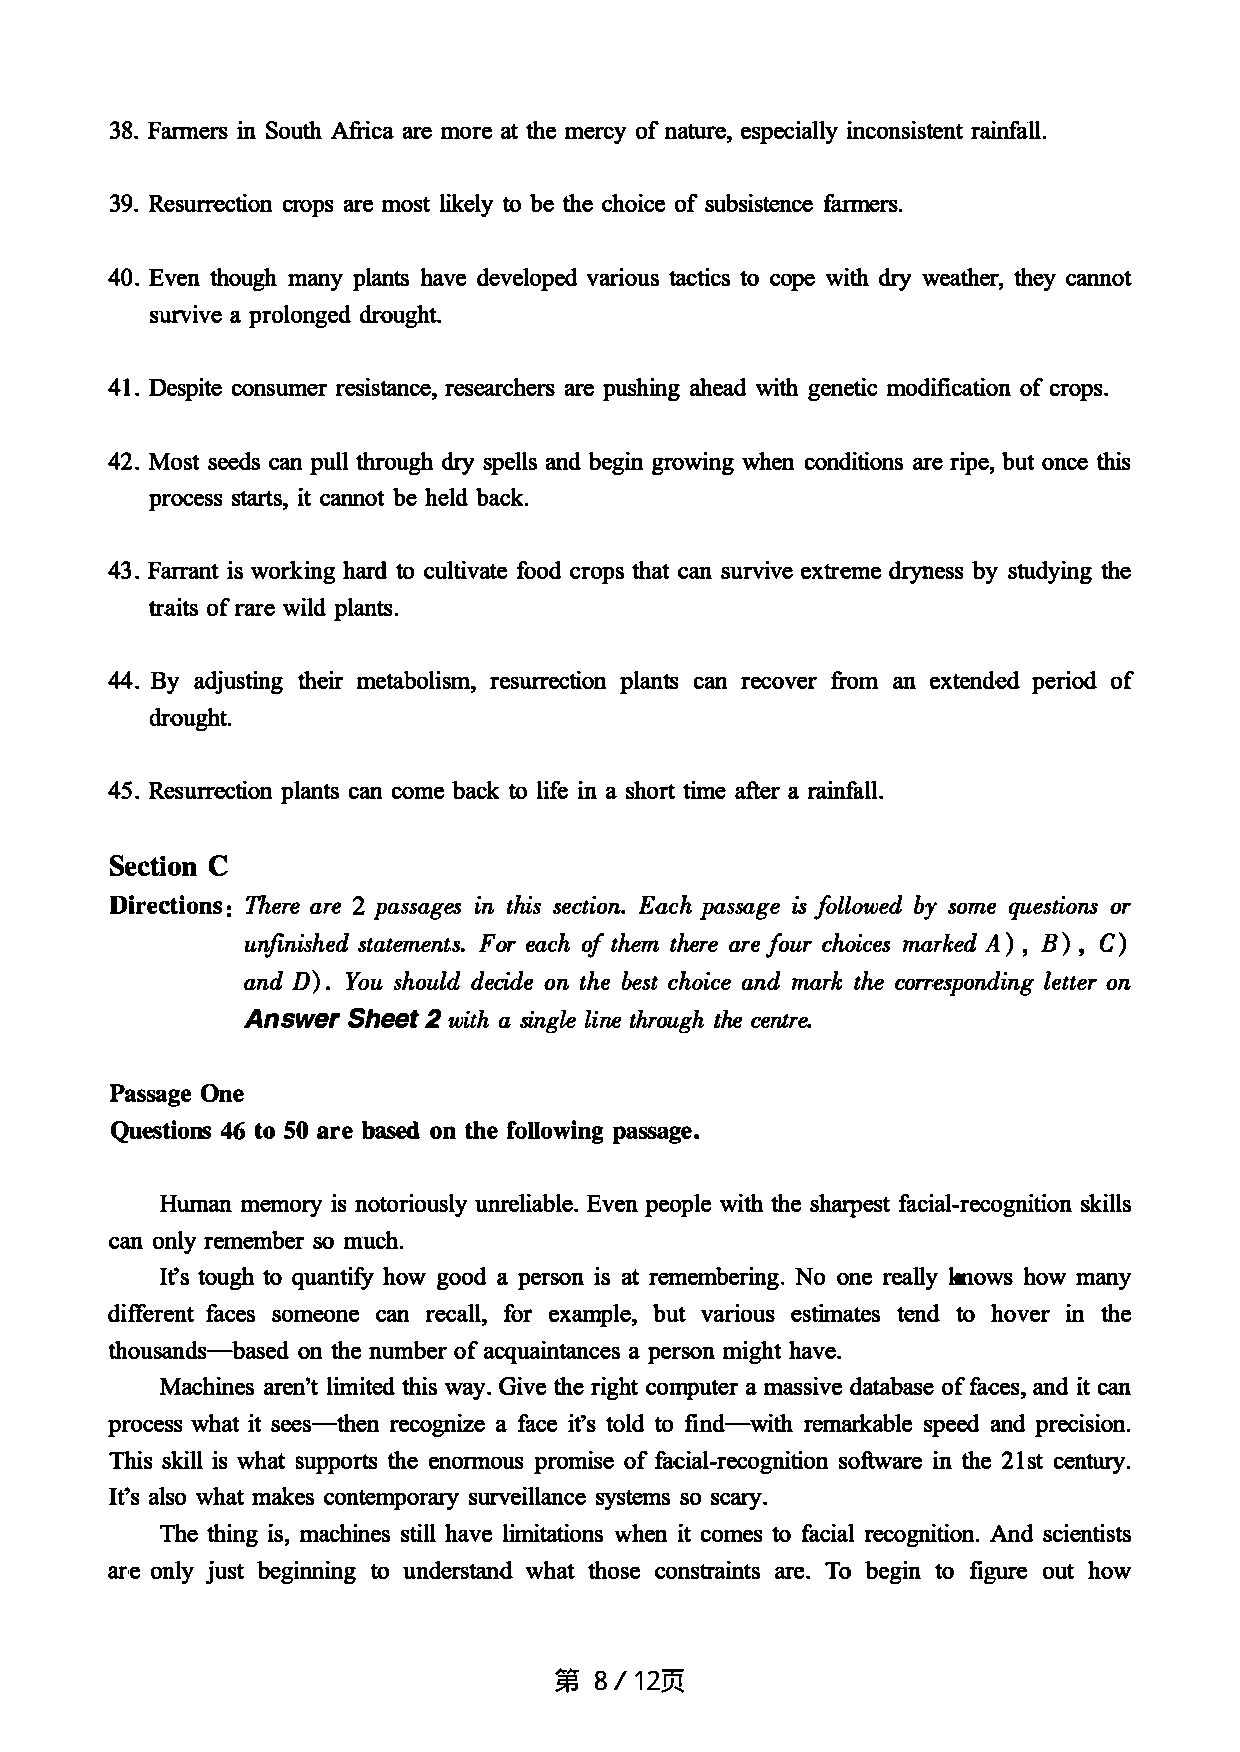 38. Farmers in South Africa are more at the mercy of nature, especially inconsistent rainfall.
39. Resurrection crops are most likely to be the choice of subsistence farmers.
40. Even though many plants have developed various tactics to cope with dry weather, they cannot
survive a prolonged drought.
41. Despite consumer resistance, researchers are pushing ahead with genetic modification of crops.
42. Most seeds can pull through dry spells and begin growing when conditions are ripe, but once this
process starts, it cannot be held back.
43. Farrant is working hard to cultivate food crops that can survive extreme dryness by studying the
traits of rare wild plants.
44. By adjusting their metabolism, resurrection plants can recover from an extended period of
drought.
45. Resurrection plants can come back to life in a short time after a rainfall.
Section C
Directions: There are 2 passages in this section. Each passage is followed by some questions or
unfinished statements. For each of them there are four choices marked A), B), C)
and D). You should decide on the best choice and mark the corresponding letter on
Answer Sheet 2 with a single line through the centre.
Passage One
Questions 46 to 50 are based on the following passage.
Human memory is notoriously unreliable. Even people with the sharpest facial-recognition skills
can only remember so much.
It's tough to quantify how good a person is at remembering. No one really knows how many
different faces someone can recall, for example, but various estimates tend to hover in the
thousands—based on the number of acquaintances a person might have.
Machines aren't limited this way. Give the right computer a massive database of faces, and it can
process what it sees—then recognize a face it's told to find—with remarkable speed and precision.
This skill is what supports the enormous promise of facial-recognition software in the 21st century.
It's also what makes contemporary surveillance systems so scary.
The thing is, machines still have limitations when it comes to facial recognition. And scientists
are only just beginning to understand what those constraints are. To begin to figure out how
第 8 / 12页